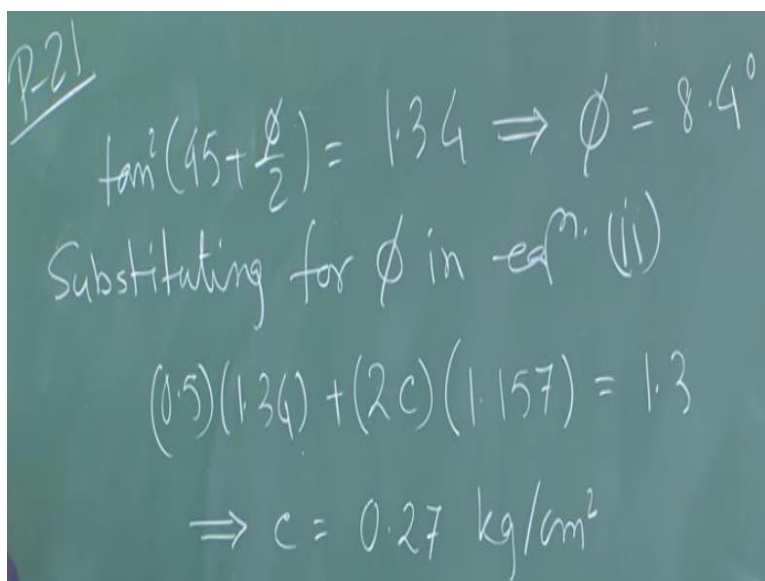 P-21
tan²(45+ϕ/2) = 1.34 ⇒ ϕ = 8.4°
Substituting for ϕ in eqⁿ. (ii)
(0.5)(1.34) + (2c)(1.157) = 1.3
⇒ c = 0.27 kg/cm²